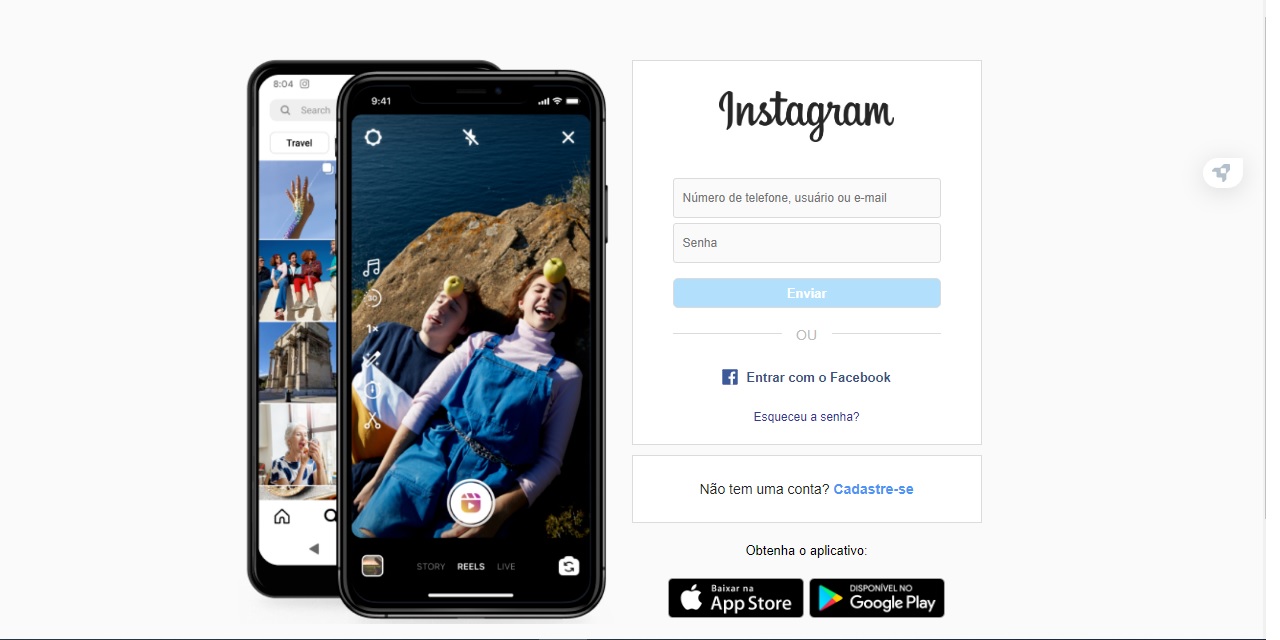 8:04
Search
Travel
9:41
30
1x
STORY REELS LIVE
Instagram
Número de telefone, usuário ou e-mail
Senha
Enviar
OU
Entrar com o Facebook
Esqueceu a senha?
Não tem uma conta? Cadastre-se
Obtenha o aplicativo:
Baixar na
App Store
DISPONÍVEL NO
Google Play